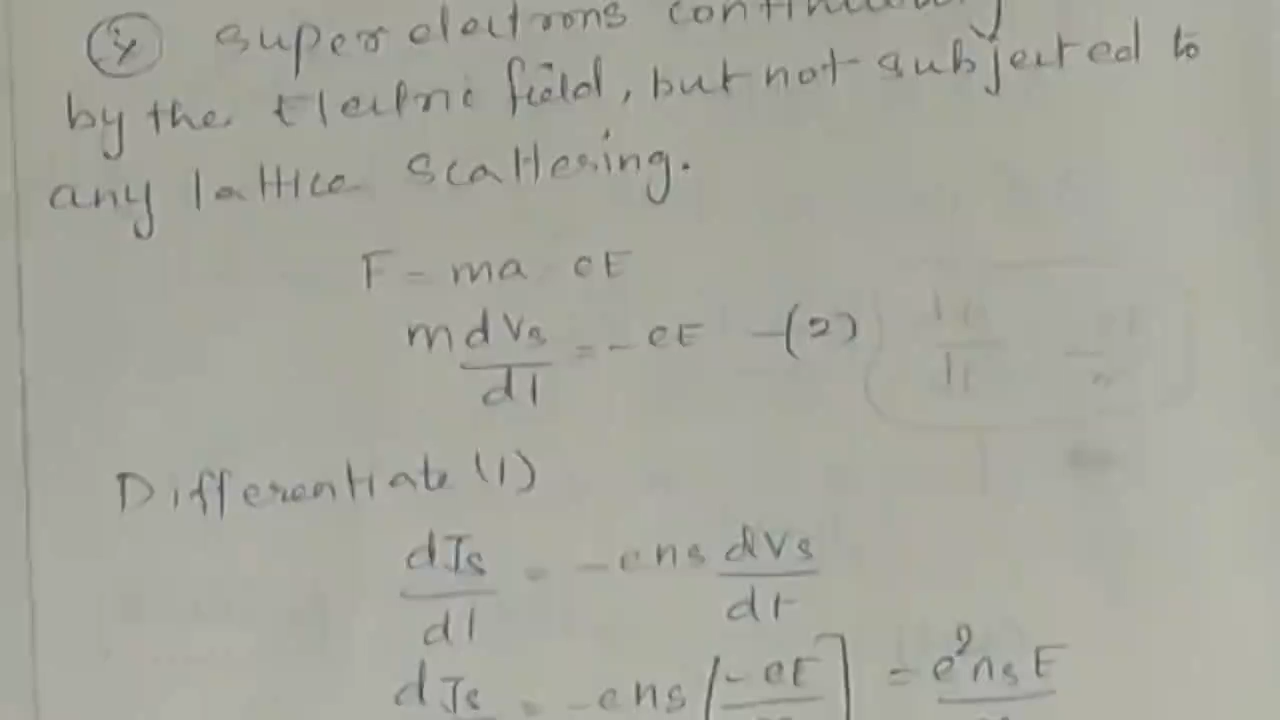 super electrons
by the Electric field, but not subjected to
any lattice scattering.
F = ma eE
m dVs/dt = -eE -(2)
Differentiate (1)
dJs/dt = -ens dVs/dt
dJs = -ens [-eE = e²nsE